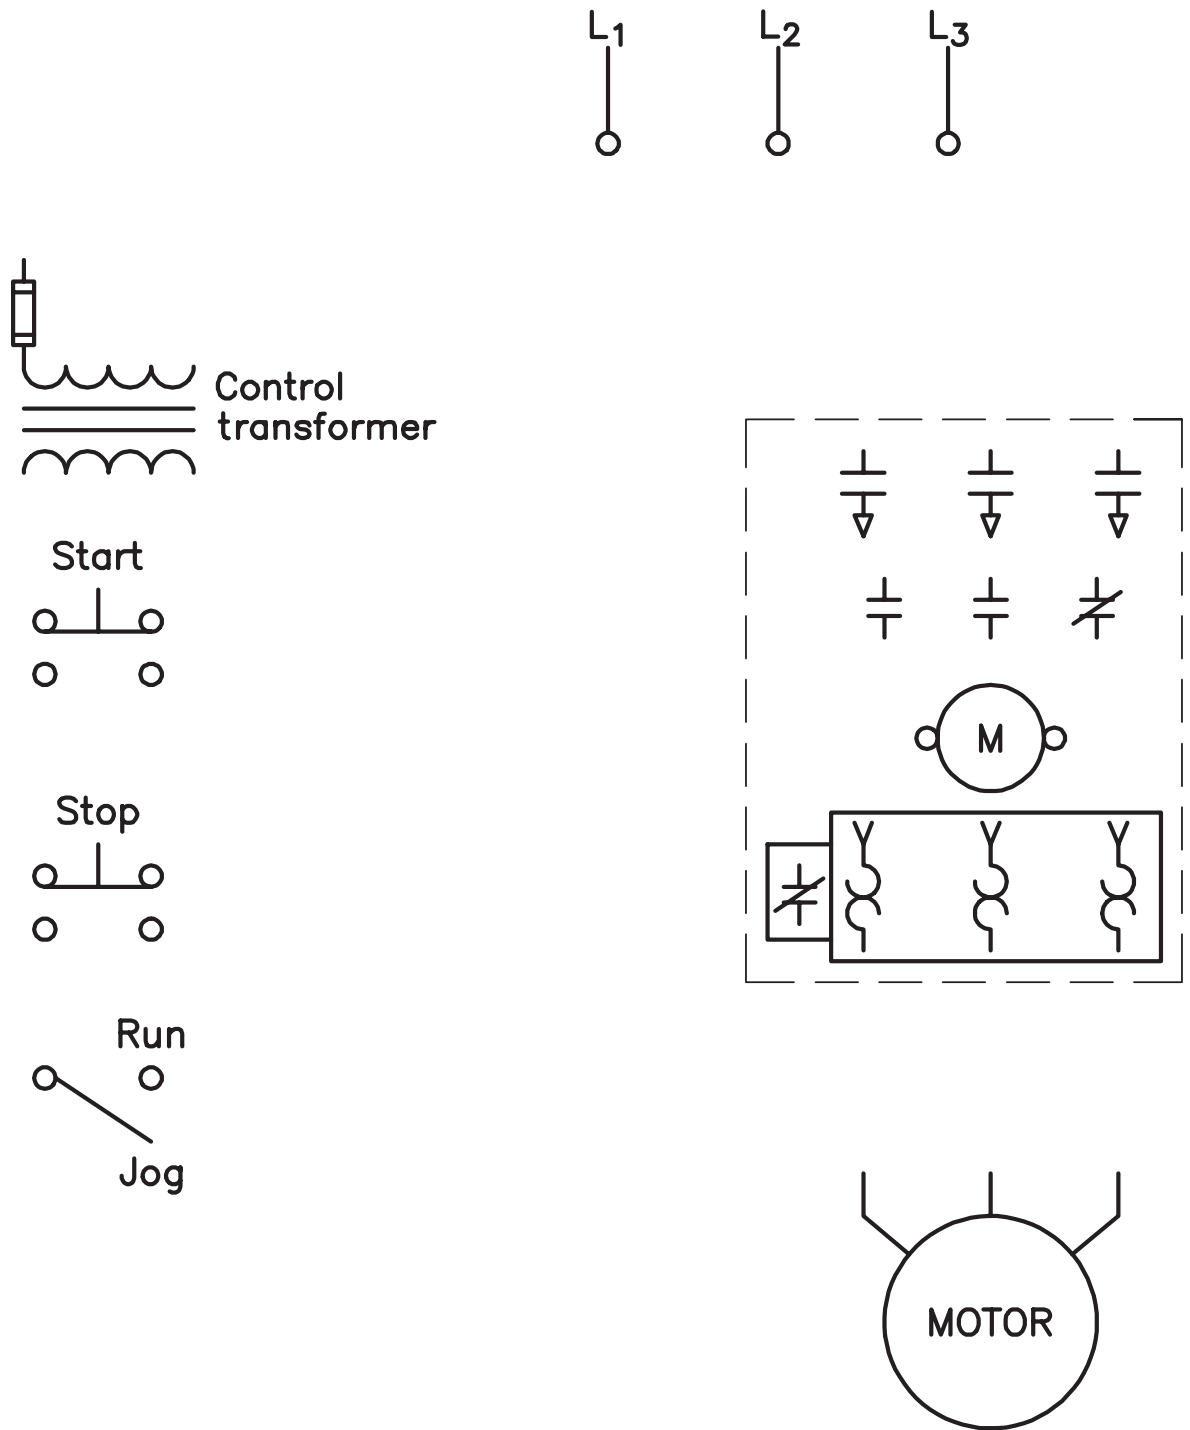 L1 L2 L3
Control
transformer
Start
Stop
M
Run
Jog
MOTOR